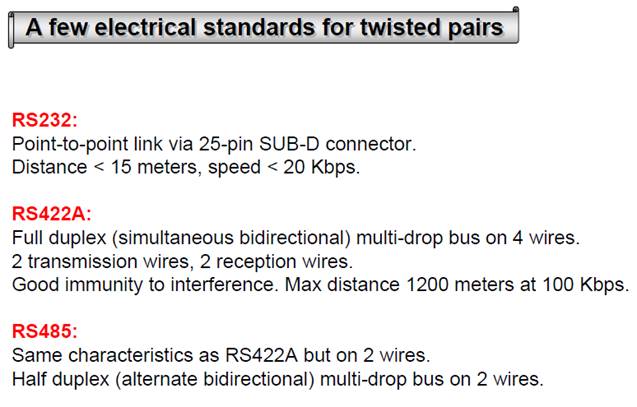 A few electrical standards for twisted pairs
RS232:
Point-to-point link via 25-pin SUB-D connector.
Distance < 15 meters, speed < 20 Kbps.
RS422A:
Full duplex (simultaneous bidirectional) multi-drop bus on 4 wires.
2 transmission wires, 2 reception wires.
Good immunity to interference. Max distance 1200 meters at 100 Kbps.
RS485:
Same characteristics as RS422A but on 2 wires.
Half duplex (alternate bidirectional) multi-drop bus on 2 wires.